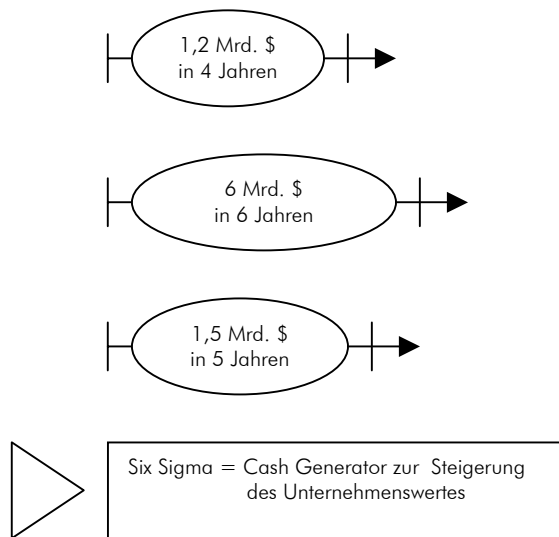 1,2 Mrd. $
in 4 Jahren
6 Mrd. $
in 6 Jahren
1,5 Mrd. $
in 5 Jahren
Six Sigma = Cash Generator zur Steigerung
des Unternehmenswertes